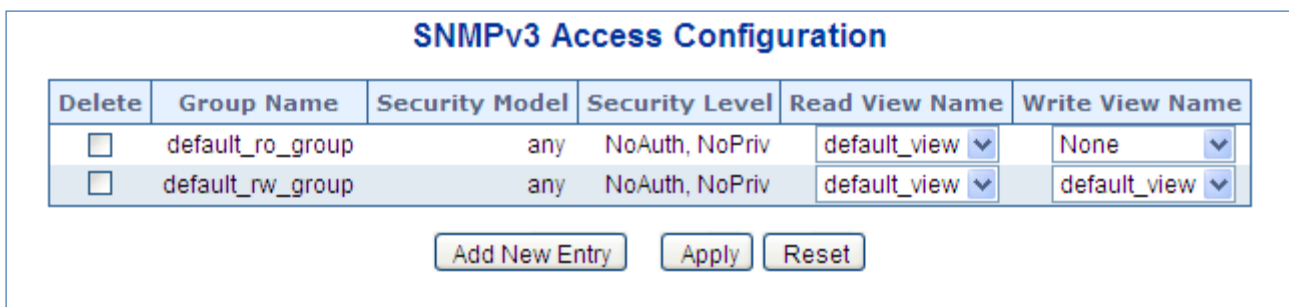 SNMPv3 Access Configuration
Delete Group Name Security Model Security Level Read View Name Write View Name
default_ro_group any NoAuth, NoPriv default_view None
default_rw_group any NoAuth, NoPriv default_view default_view
Add New Entry Apply Reset